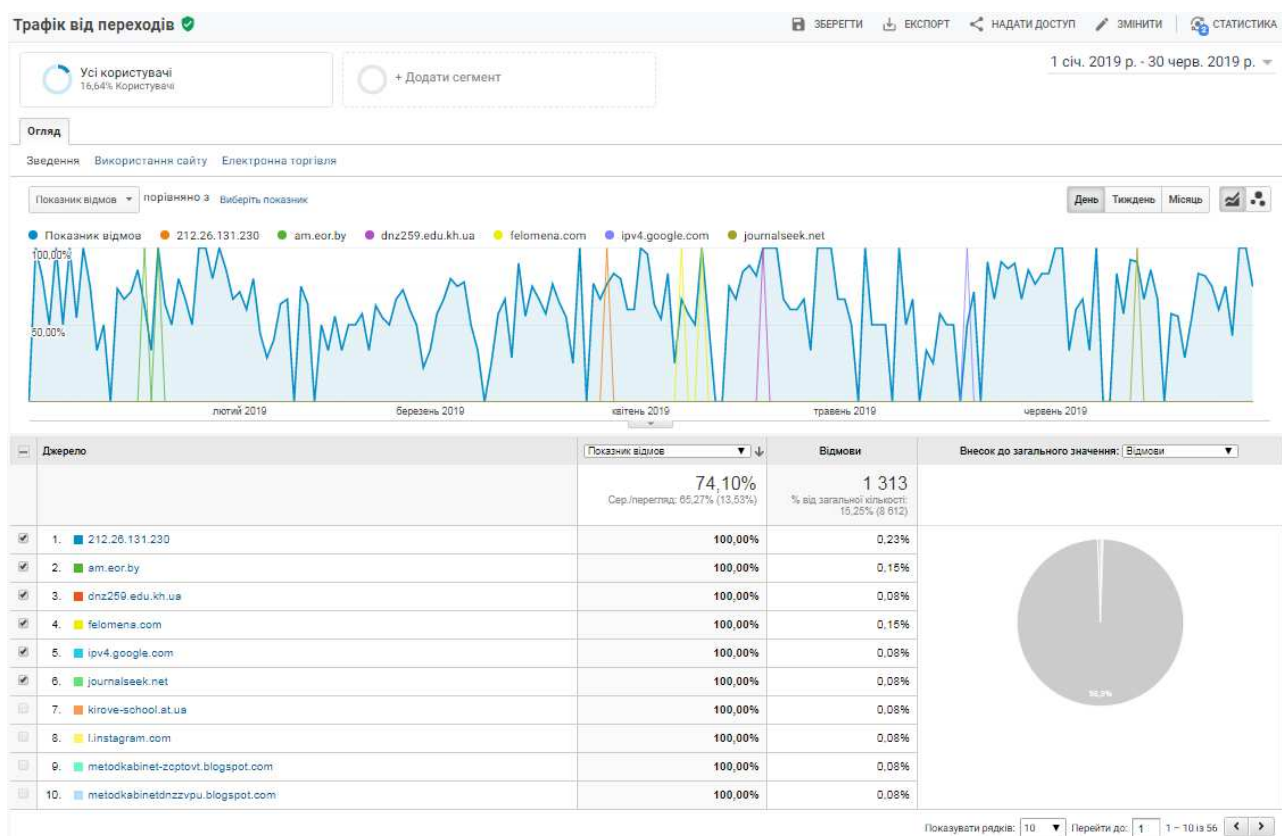 Трафік від переходів
ЗБЕРЕГТИ ЕКСПОРТ НАДАТИ ДОСТУП ЗМІНИТИ СТАТИСТИКА
Усі користувачі
16,64% Користувачі
+ Додати сегмент
1 січ. 2019 р. - 30 черв. 2019 р.
Огляд
Зведення Використання сайту Електронна торгівля
Показник відмов порівняно з Виберіть показник
День Тиждень Місяць
Показник відмов 212.26.131.230 am.eor.by dnz259.edu.kh.ua felomena.com ipv4.google.com journalseek.net
100,00%
50,00%
лютий 2019 березень 2019 квітень 2019 травень 2019 червень 2019
Джерело Показник відмов Відмови Внесок до загального значення: Відмови
74,10% 1 313
Сер./перегляд: 65,27% (13,53%) % від загальної кількості:
15,25% (8 612)
1. 212.26.131.230 100,00% 0,23%
2. am.eor.by 100,00% 0,15%
3. dnz259.edu.kh.ua 100,00% 0,08%
4. felomena.com 100,00% 0,15%
5. ipv4.google.com 100,00% 0,08%
6. journalseek.net 100,00% 0,08%
7. kirove-school.at.ua 100,00% 0,08%
8. l.instagram.com 100,00% 0,08%
9. metodkabinet-zcptovt.blogspot.com 100,00% 0,08%
10. metodkabinetdnzzvpu.blogspot.com 100,00% 0,08%
Показувати рядків: 10 Перейти до: 1 1 – 10 із 56